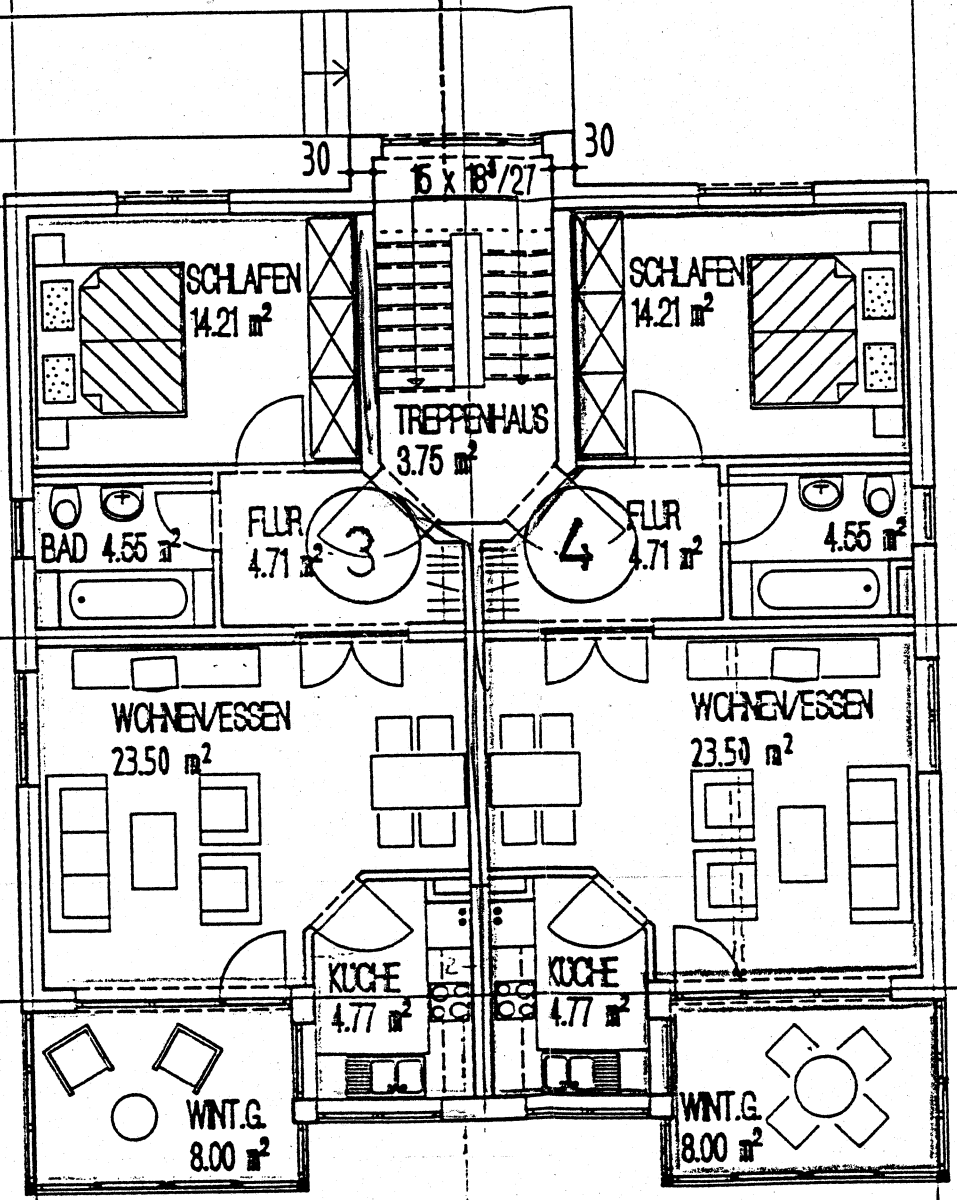 30
30
15 x 18³/27
SCHLAFEN
14.21 m²
SCHLAFEN
14.21 m²
TREPPENHAUS
3.75 m²
FLUR
4.71 m²
3
4
FLUR
4.71 m²
BAD 4.55 m²
4.55 m²
WOHNEN/ESSEN
23.50 m²
WOHNEN/ESSEN
23.50 m²
KÜCHE
4.77 m²
KÜCHE
4.77 m²
WINT.G.
8.00 m²
WINT.G.
8.00 m²